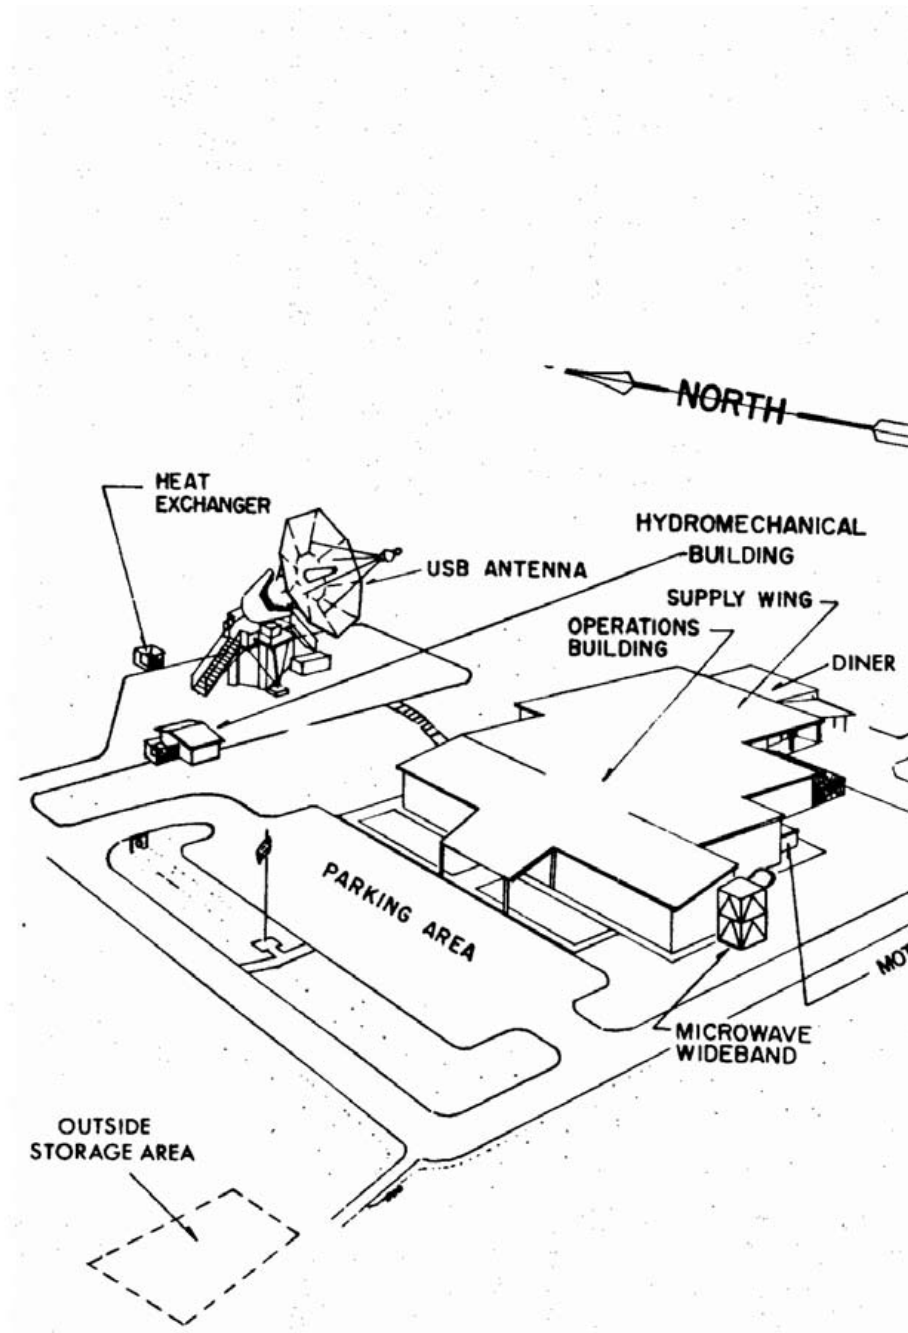 NORTH
HEAT
EXCHANGER
USB ANTENNA
HYDROMECHANICAL
BUILDING
SUPPLY WING
OPERATIONS
BUILDING
DINER
PARKING AREA
MOT
MICROWAVE
WIDEBAND
OUTSIDE
STORAGE AREA